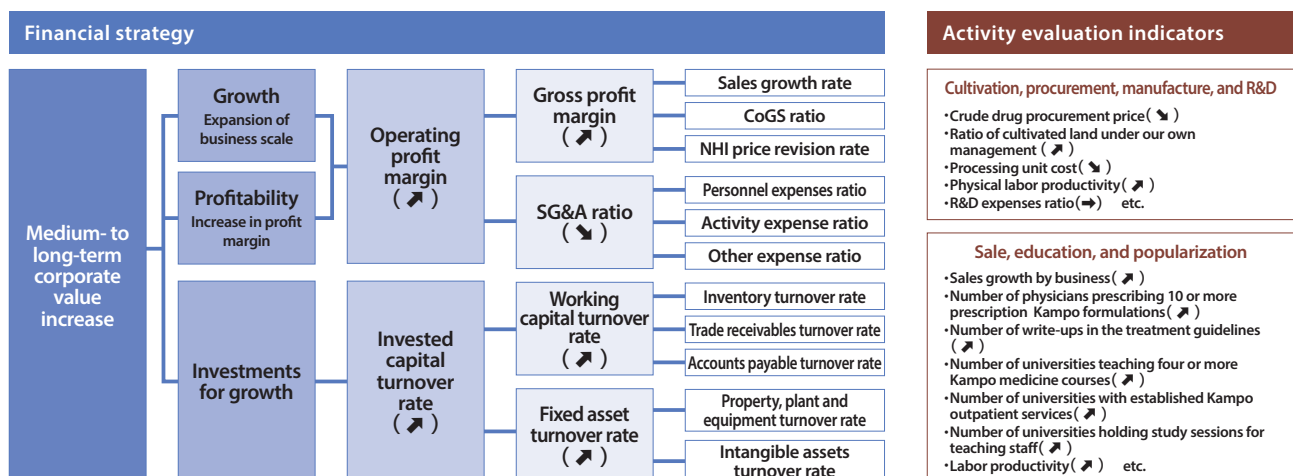 Financial strategy
Medium- to
long-term
corporate
value
increase
Growth
Expansion of
business scale
Profitability
Increase in profit
margin
Investments
for growth
Operating
profit
margin
( ➚ )
Invested
capital
turnover
rate
( ➚ )
Gross profit
margin
( ➚ )
SG&A ratio
( ➘ )
Working
capital turnover
rate
( ➚ )
Fixed asset
turnover rate
( ➚ )
Sales growth rate
CoGS ratio
NHI price revision rate
Personnel expenses ratio
Activity expense ratio
Other expense ratio
Inventory turnover rate
Trade receivables turnover rate
Accounts payable turnover rate
Property, plant and
equipment turnover rate
Intangible assets
turnover rate
Activity evaluation indicators
Cultivation, procurement, manufacture, and R&D
•Crude drug procurement price( ➘ )
•Ratio of cultivated land under our own
management ( ➚ )
•Processing unit cost( ➘ )
•Physical labor productivity( ➚ )
•R&D expenses ratio(➡) etc.
Sale, education, and popularization
•Sales growth by business( ➚ )
•Number of physicians prescribing 10 or more
prescription Kampo formulations( ➚ )
•Number of write-ups in the treatment guidelines
( ➚ )
•Number of universities teaching four or more
Kampo medicine courses( ➚ )
•Number of universities with established Kampo
outpatient services( ➚ )
•Number of universities holding study sessions for
teaching staff( ➚ )
•Labor productivity( ➚ ) etc.